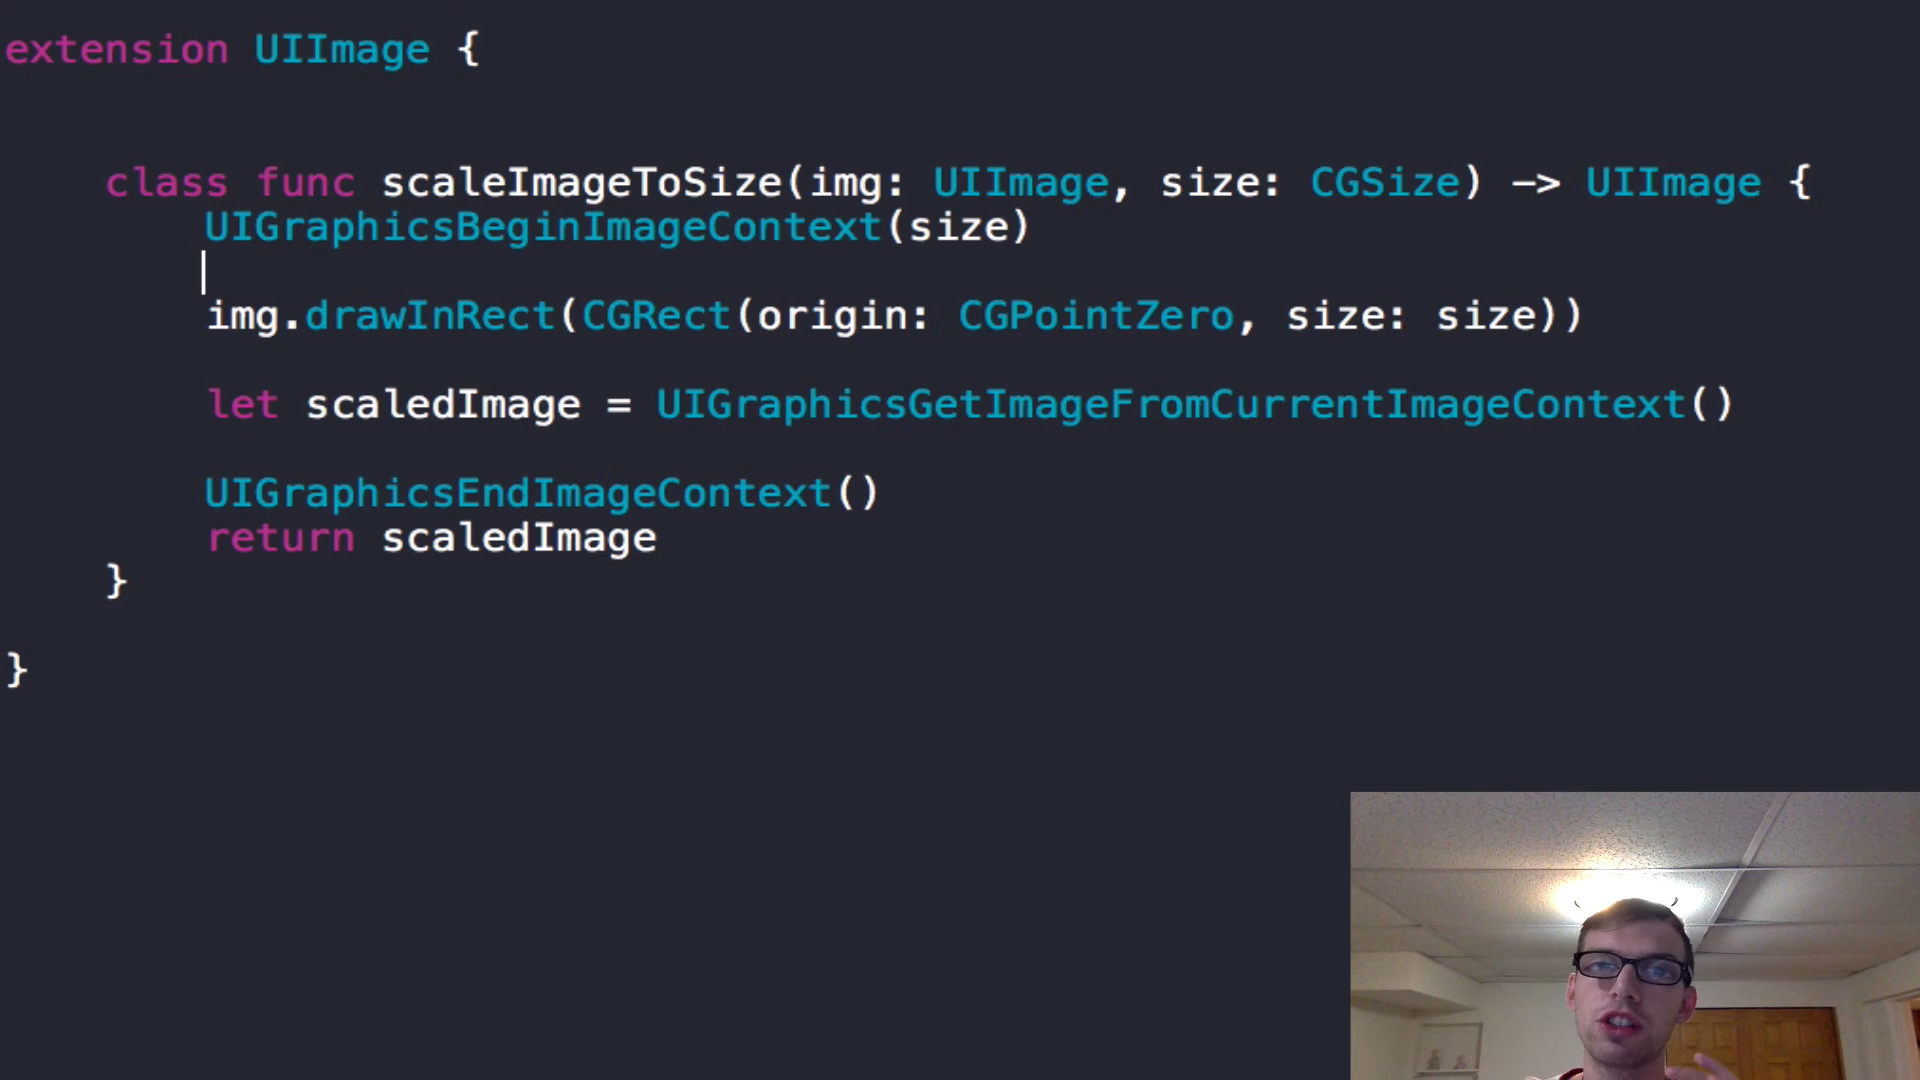 extension UIImage {
class func scaleImageToSize(img: UIImage, size: CGSize) -> UIImage {
UIGraphicsBeginImageContext(size)
img.drawInRect(CGRect(origin: CGPointZero, size: size))
let scaledImage = UIGraphicsGetImageFromCurrentImageContext()
UIGraphicsEndImageContext()
return scaledImage
}
}